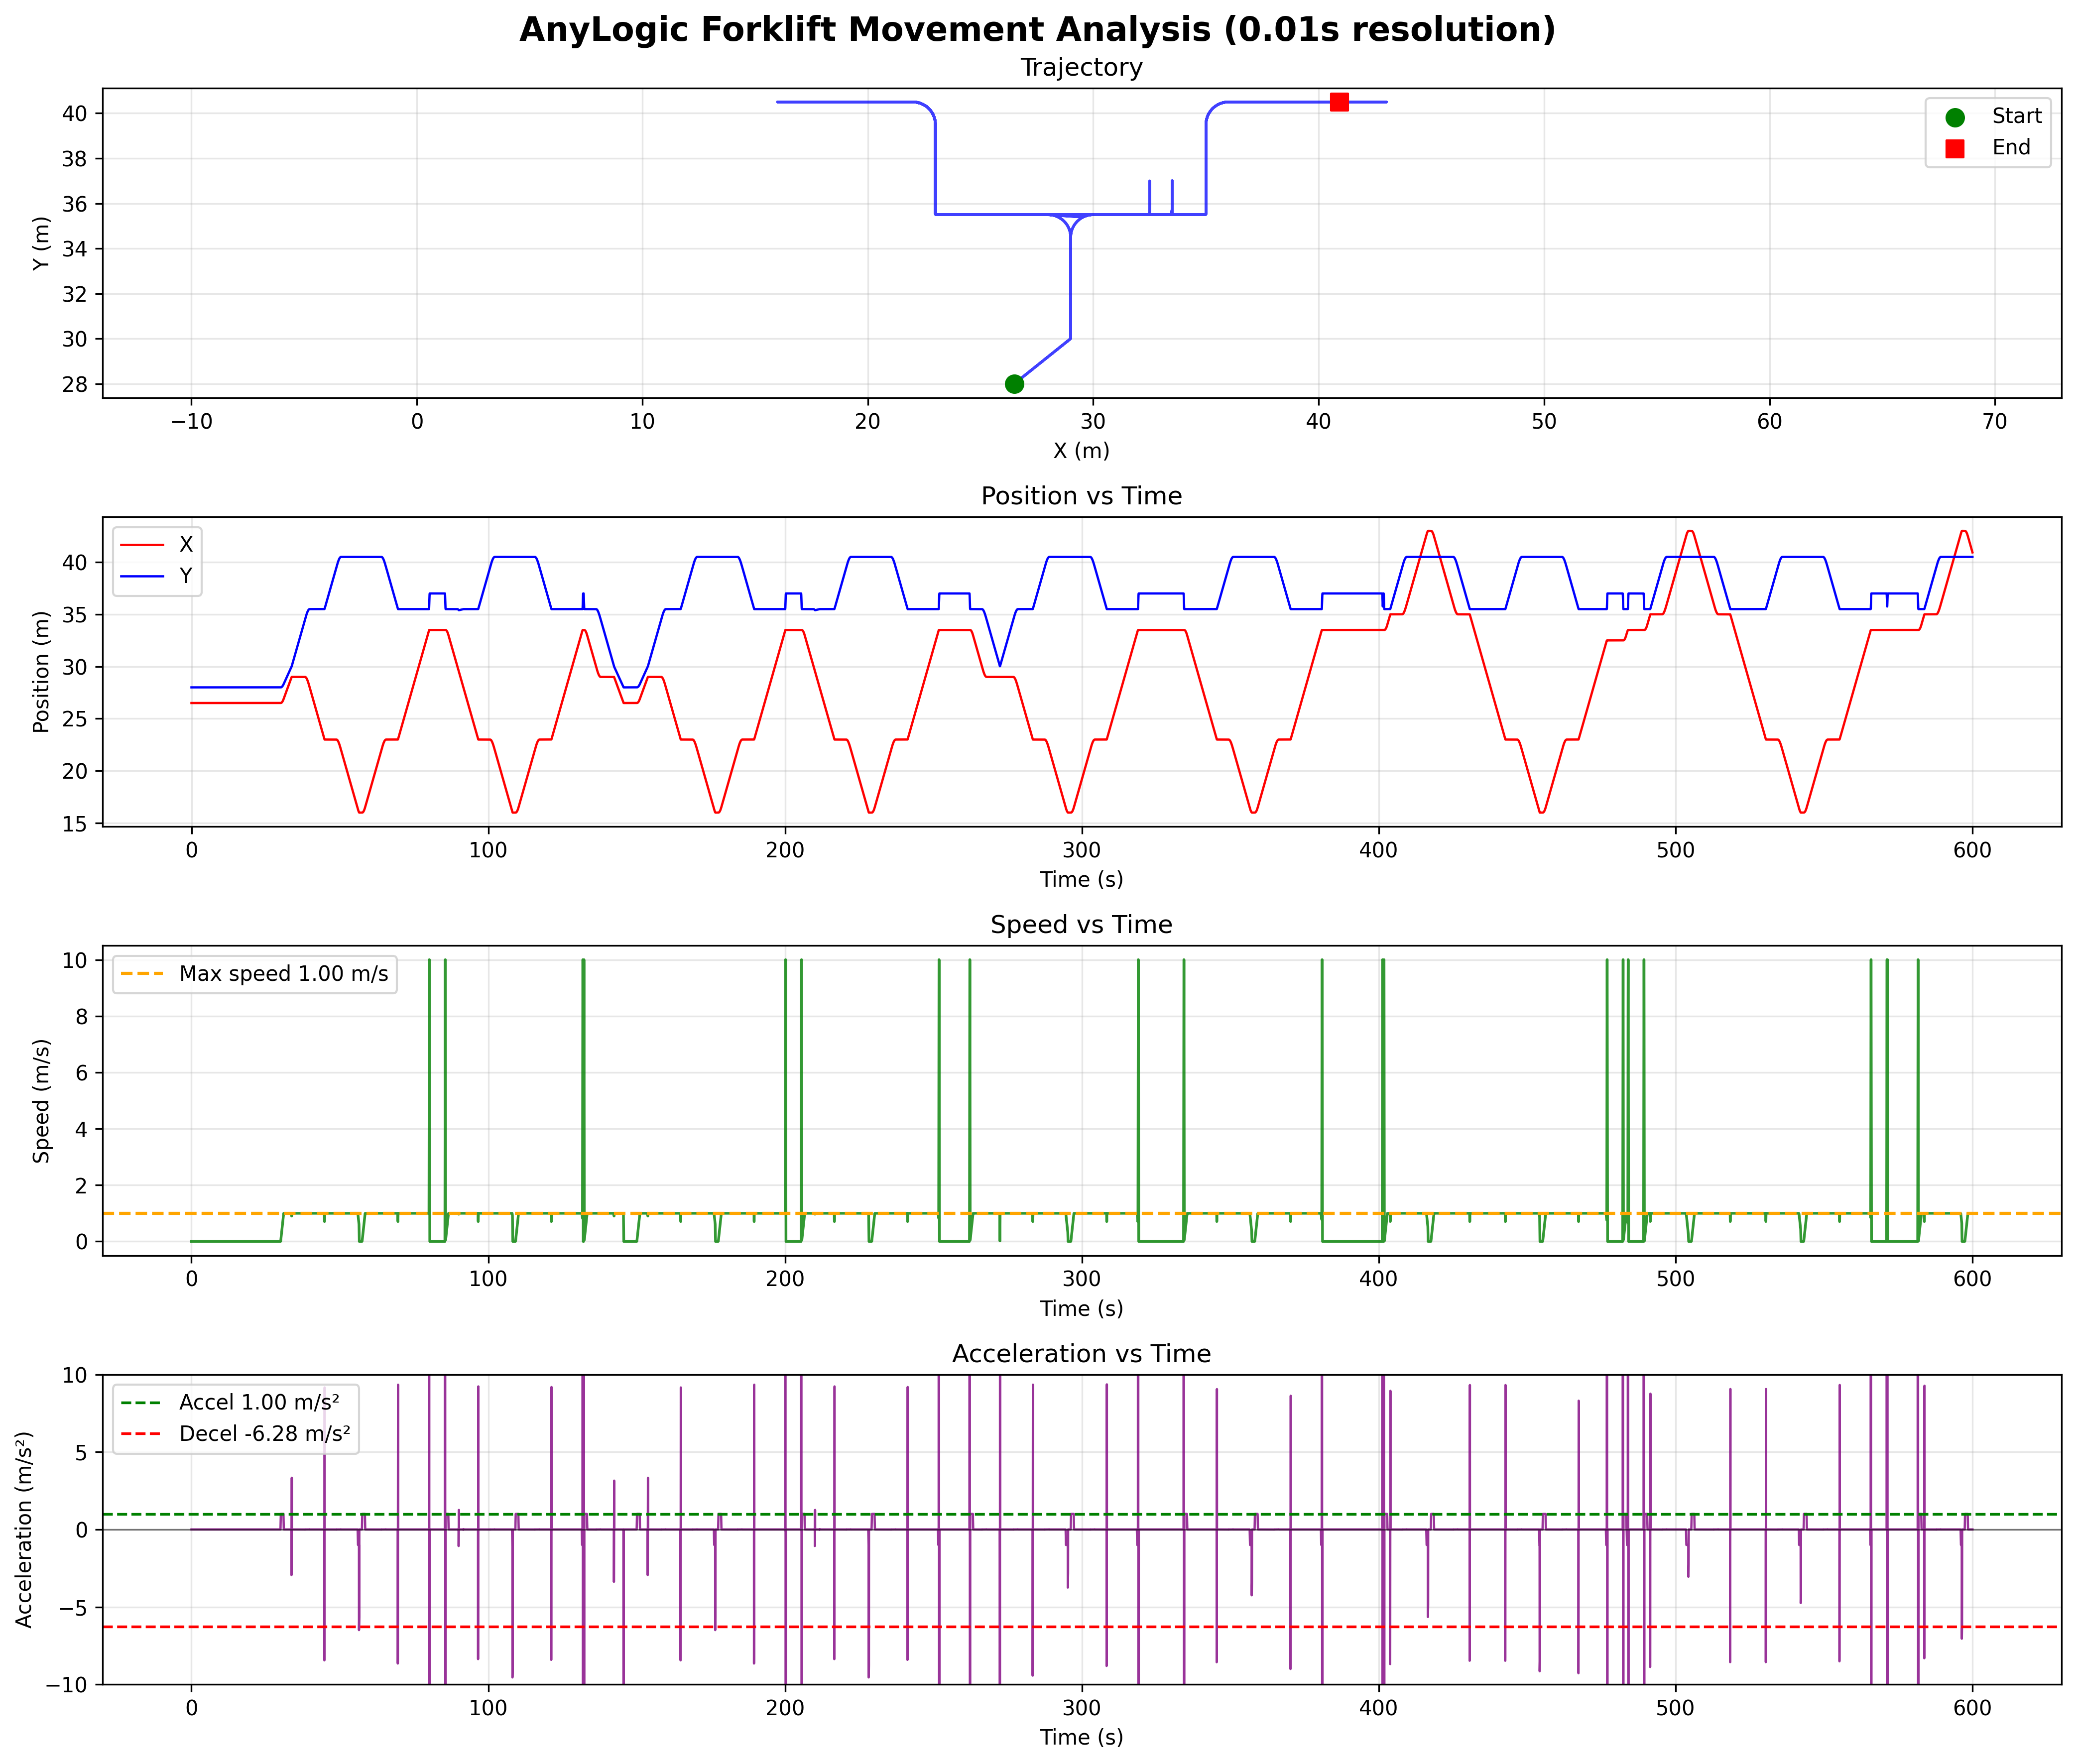 AnyLogic Forklift Movement Analysis (0.01s resolution)
Trajectory
40
38
36
34
32
30
28
Y (m)
Start
End
−10 0 10 20 30 40 50 60 70
X (m)
Position vs Time
40
35
30
25
20
15
Position (m)
X
Y
0 100 200 300 400 500 600
Time (s)
Speed vs Time
10
8
6
4
2
0
Speed (m/s)
Max speed 1.00 m/s
0 100 200 300 400 500 600
Time (s)
Acceleration vs Time
10
5
0
−5
−10
Acceleration (m/s²)
Accel 1.00 m/s²
Decel -6.28 m/s²
0 100 200 300 400 500 600
Time (s)